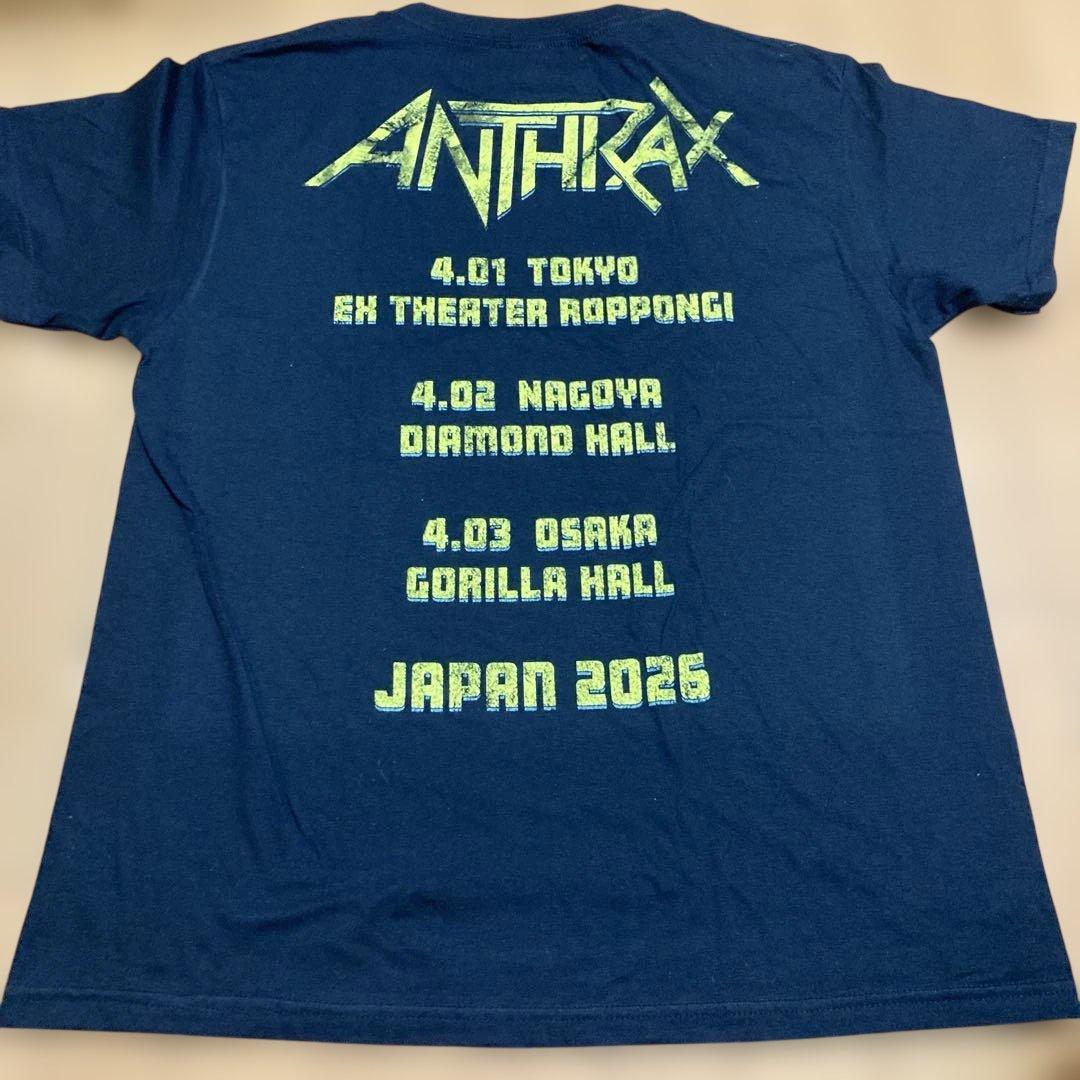 ANTHRAX
4.01 TOKYO
EX THEATER ROPPONGI
4.02 NAGOYA
DIAMOND HALL
4.03 OSAKA
GORILLA HALL
JAPAN 2026